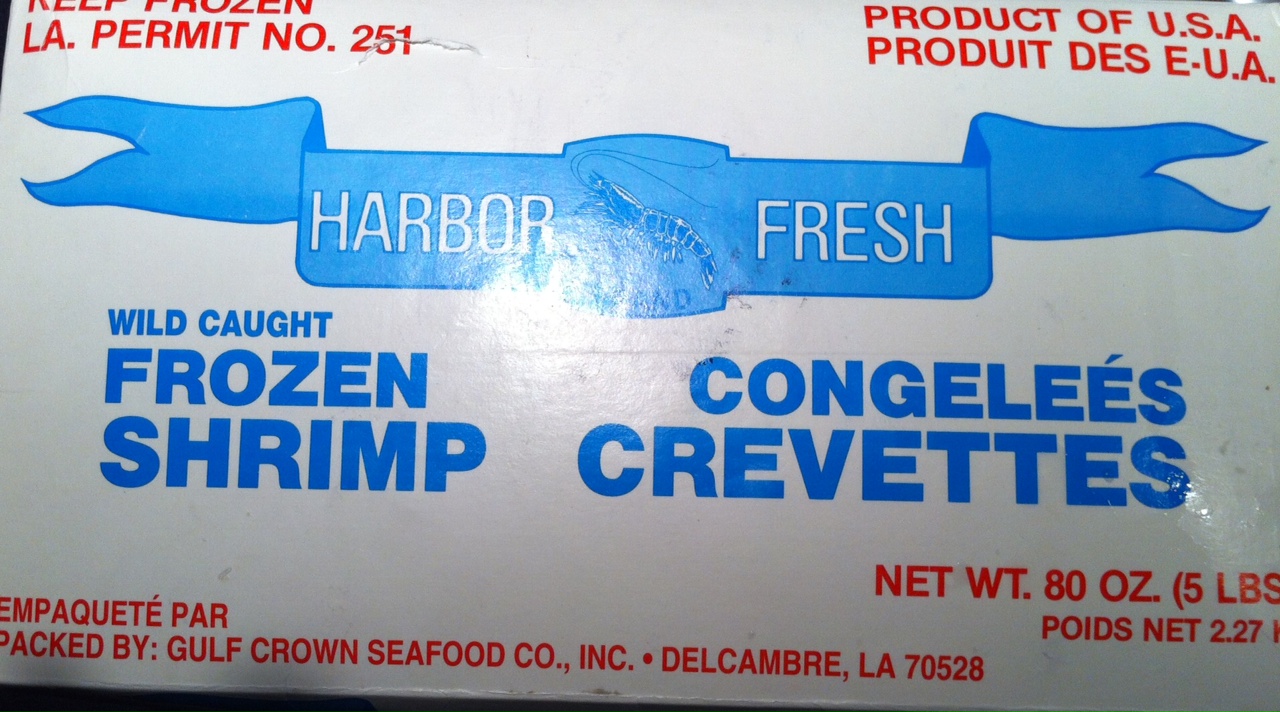 KEEP FROZEN
LA. PERMIT NO. 251
PRODUCT OF U.S.A.
PRODUIT DES E-U.A.
HARBOR FRESH
WILD CAUGHT
FROZEN
SHRIMP
CONGELEÉS
CREVETTES
NET WT. 80 OZ. (5 LBS
POIDS NET 2.27
EMPAQUETÉ PAR
PACKED BY: GULF CROWN SEAFOOD CO., INC. • DELCAMBRE, LA 70528